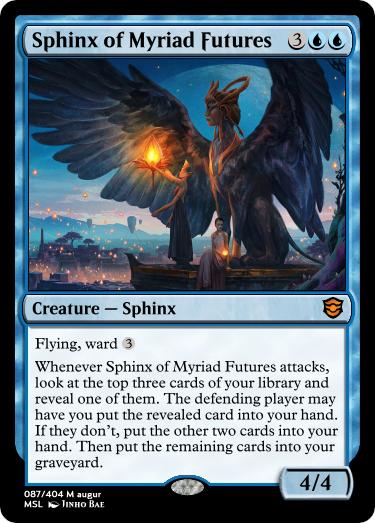 Sphinx of Myriad Futures 3
Creature — Sphinx
Flying, ward 3
Whenever Sphinx of Myriad Futures attacks,
look at the top three cards of your library and
reveal one of them. The defending player may
have you put the revealed card into your hand.
If they don't, put the other two cards into your
hand. Then put the remaining cards into your
graveyard.
4/4
087/404 M augur
MSL Jinho Bae